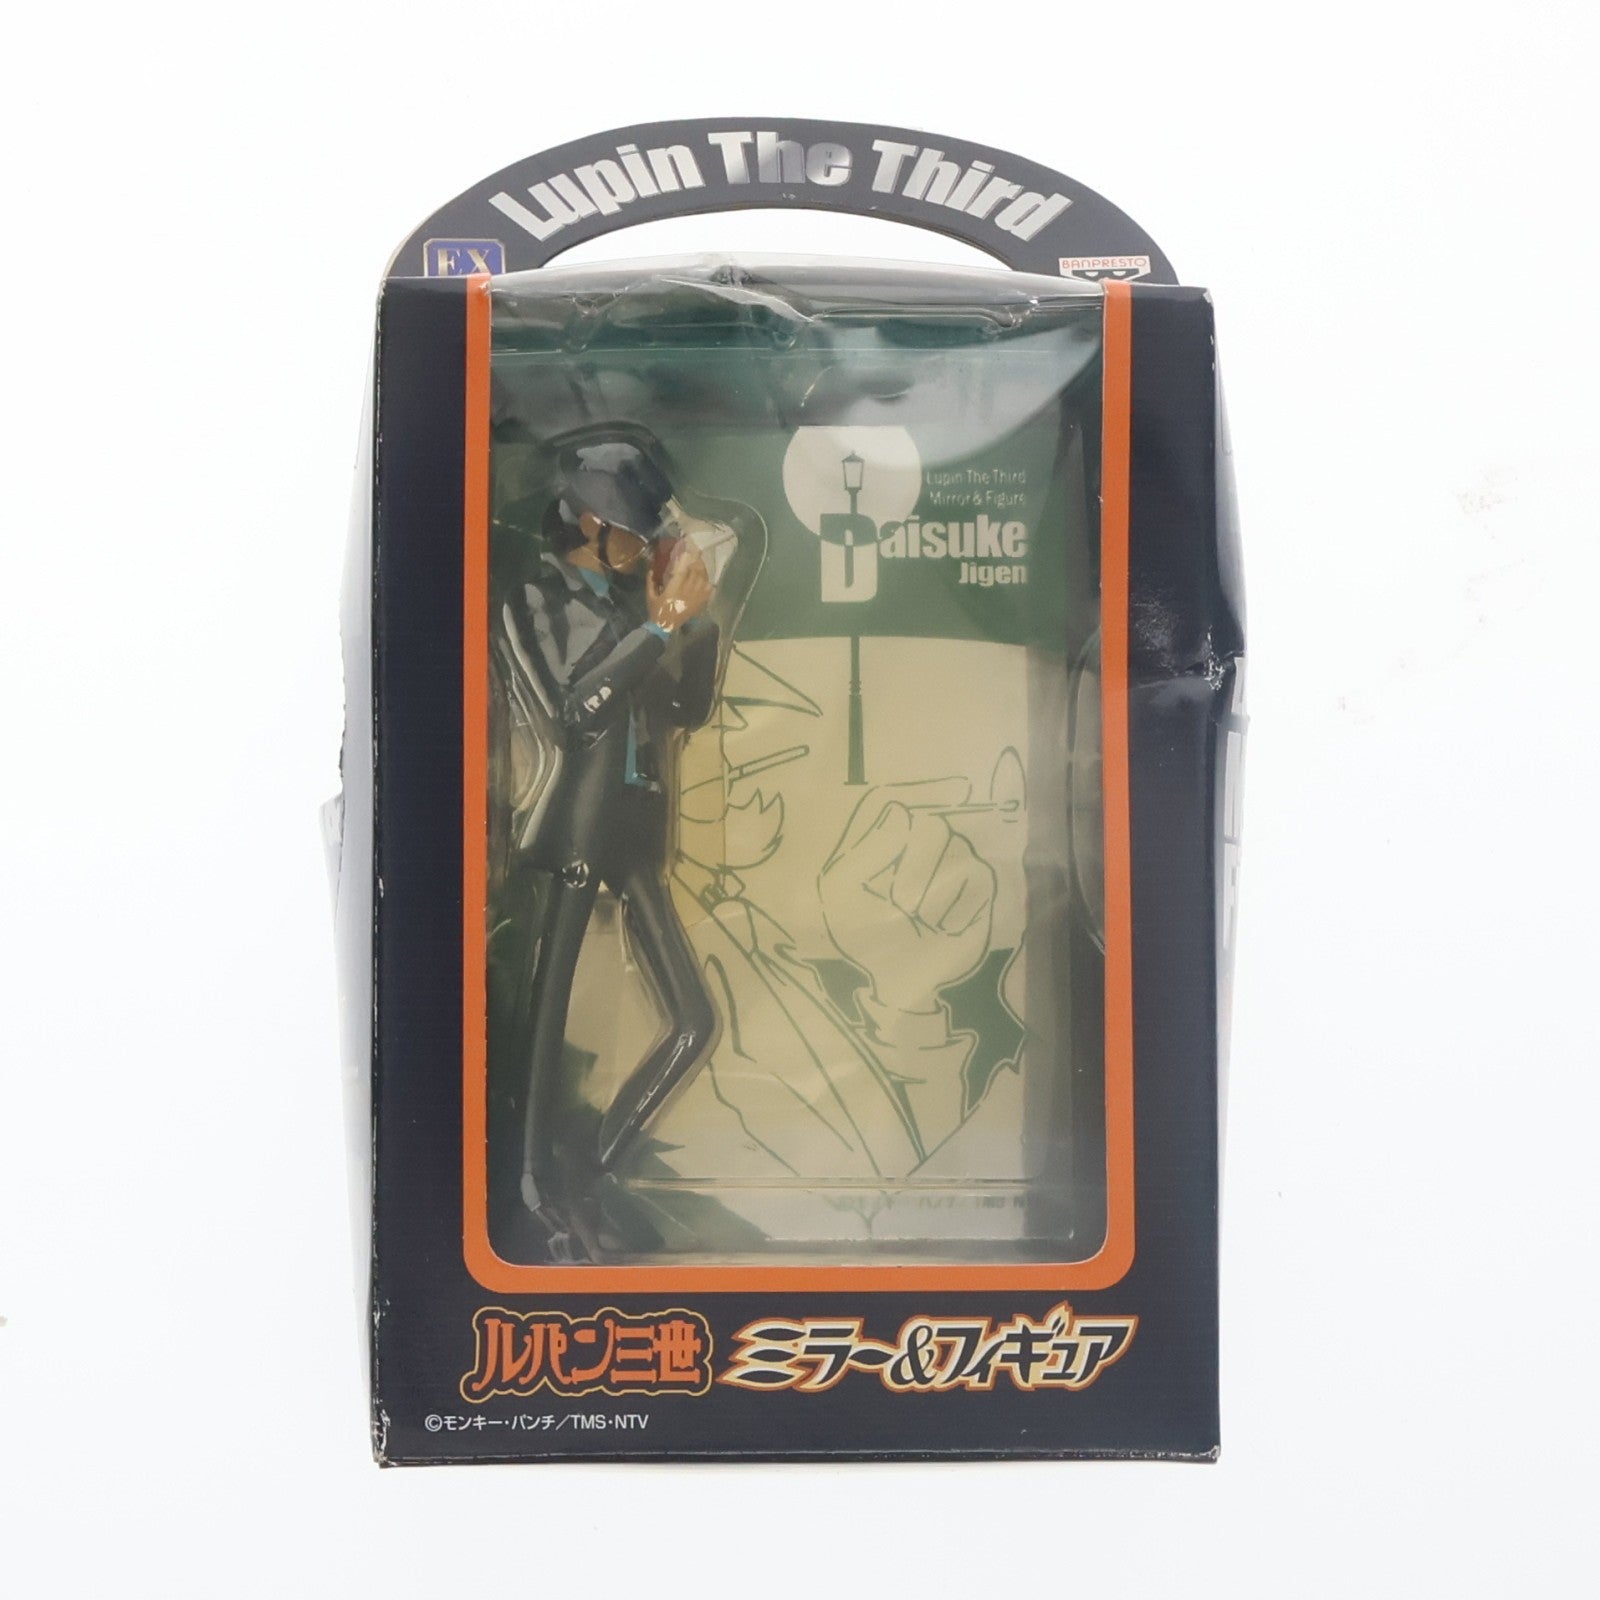 Lupin The Third
EX
BANPRESTO
Lupin The Third
Mirror & Figure
Daisuke
Jigen
ルパン三世 ミラー&フィギュア
©モンキー・パンチ/TMS・NTV